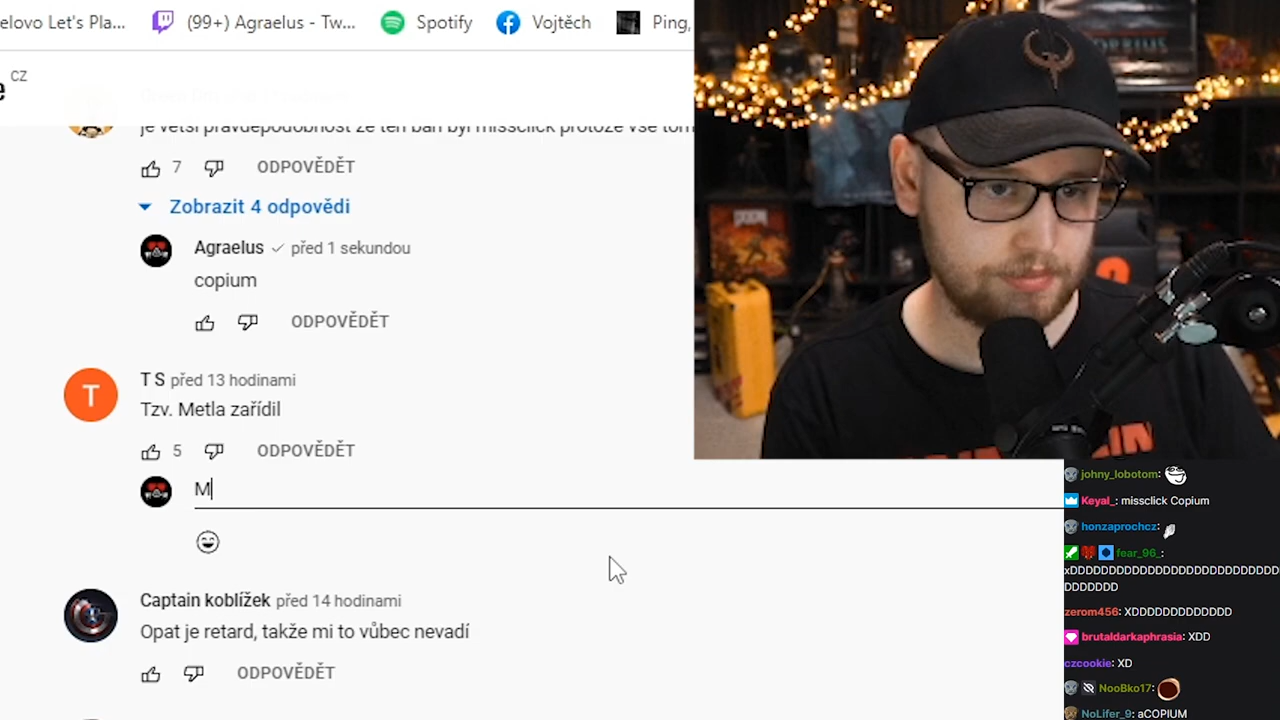 elovo Let's Pla...
(99+) Agraelus - Tw...
Spotify
Vojtěch
Ping,
e CZ
je větší pravděpodobnost že ten ban byl missclick protože vše tom
7 ODPOVĚDĚT
Zobrazit 4 odpovědi
Agraelus před 1 sekundou
copium
ODPOVĚDĚT
T
T S před 13 hodinami
Tzv. Metla zařídil
5 ODPOVĚDĚT
M
Captain koblížek před 14 hodinami
Opat je retard, takže mi to vůbec nevadí
ODPOVĚDĚT
DOOM
johny_lobotom:
Keyal_: missclick Copium
honzaprochcz:
fear_96_:
xDDDDDDDDDDDDDDDDDDDDDDDDDDD
DDDDDDD
zerom456: XDDDDDDDDDDDDD
brutaldarkaphrasia: XDD
czcookie: XD
NooBko17:
NoLifer_9: aCOPIUM